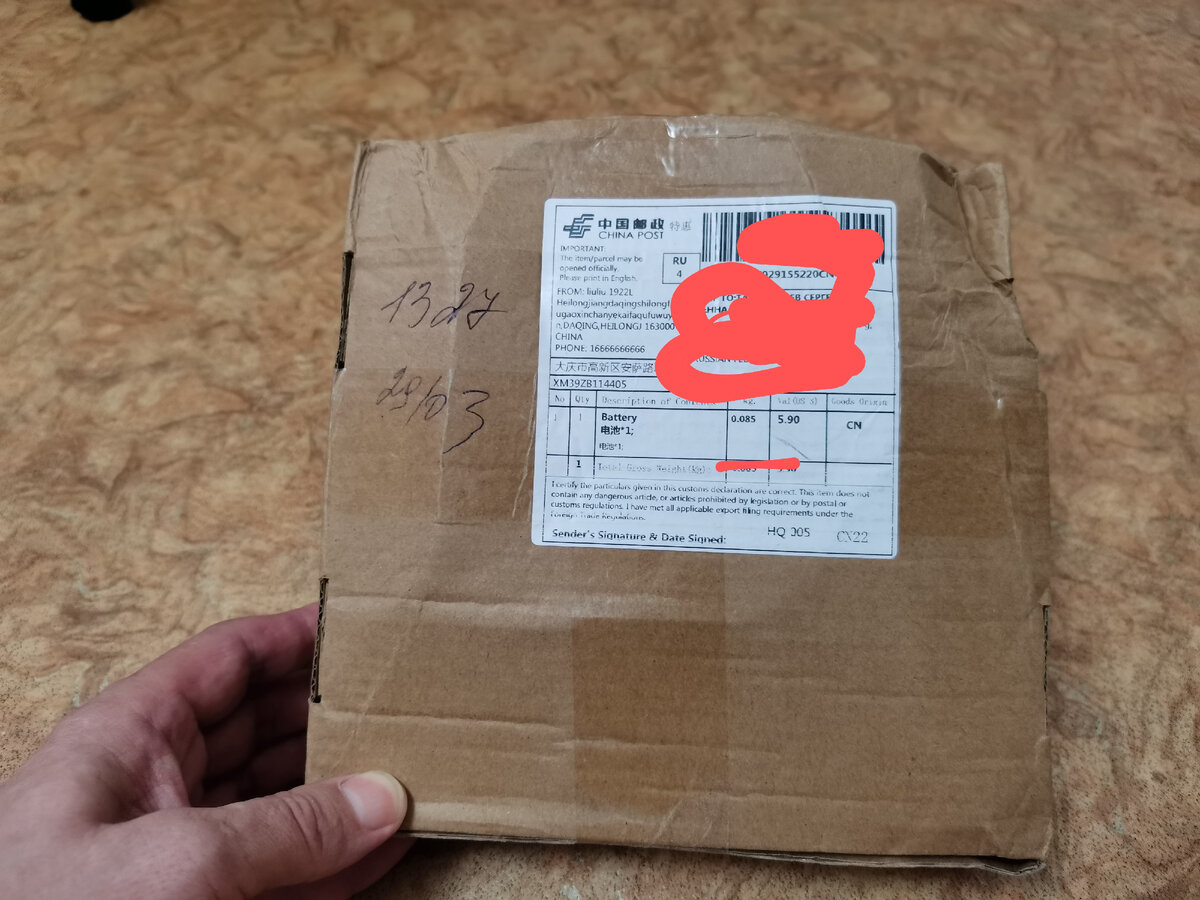 中国邮政 特惠
CHINA POST
IMPORTANT:
The item/parcel may be
opened officially.
Please print in English.
RU
4
29155220CN
FROM: liuliu 1922L
Heilongjiangdaqingshilongf
ugaoxinchanyekaifaqufuwuy
n,DAQING,HEILONGJ 163000
CHINA
PHONE: 16666666666
大庆市高新区安萨路
XM39ZB114405
No Qty Description of Kg. Val(US $) Goods Origin
1 1 Battery 0.085 5.90 CN
电池*1;
电池*1;
1 Total Gross Weight(kg):
I certify the particulars given in this customs declaration are correct. This item does not
contain any dangerous article, or articles prohibited by legislation or by postal or
customs regulations. I have met all applicable export filing requirements under the
Foreign Trade Regulations.
Sender's Signature & Date Signed: HQ 005 CN22
1327
29/03